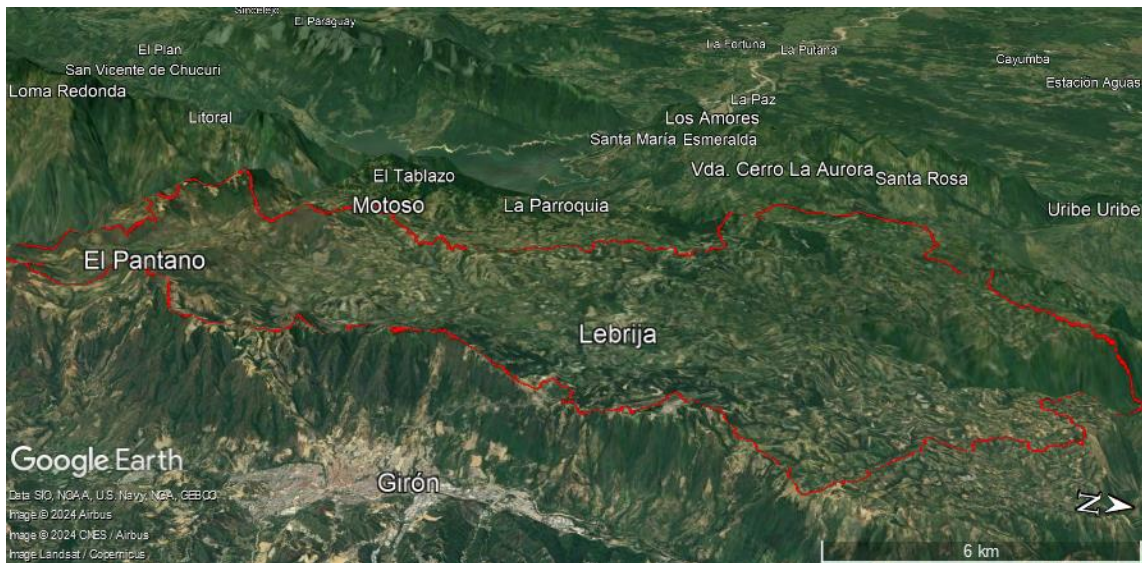 Sincelejo
El Paraguay
El Plan
La Fortuna
La Putana
San Vicente de Chucuri
Cayumba
Loma Redonda
Estación Aguas
La Paz
Litoral
Los Amores
Santa María
Esmeralda
El Tablazo
Vda. Cerro La Aurora
Santa Rosa
Motoso
La Parroquia
Uribe Uribe
El Pantano
Lebrija
Google Earth
Girón
Data SIO, NOAA, U.S. Navy, NGA, GEBCO
Image © 2024 Airbus
Image © 2024 CNES / Airbus
Image Landsat / Copernicus
N
6 km